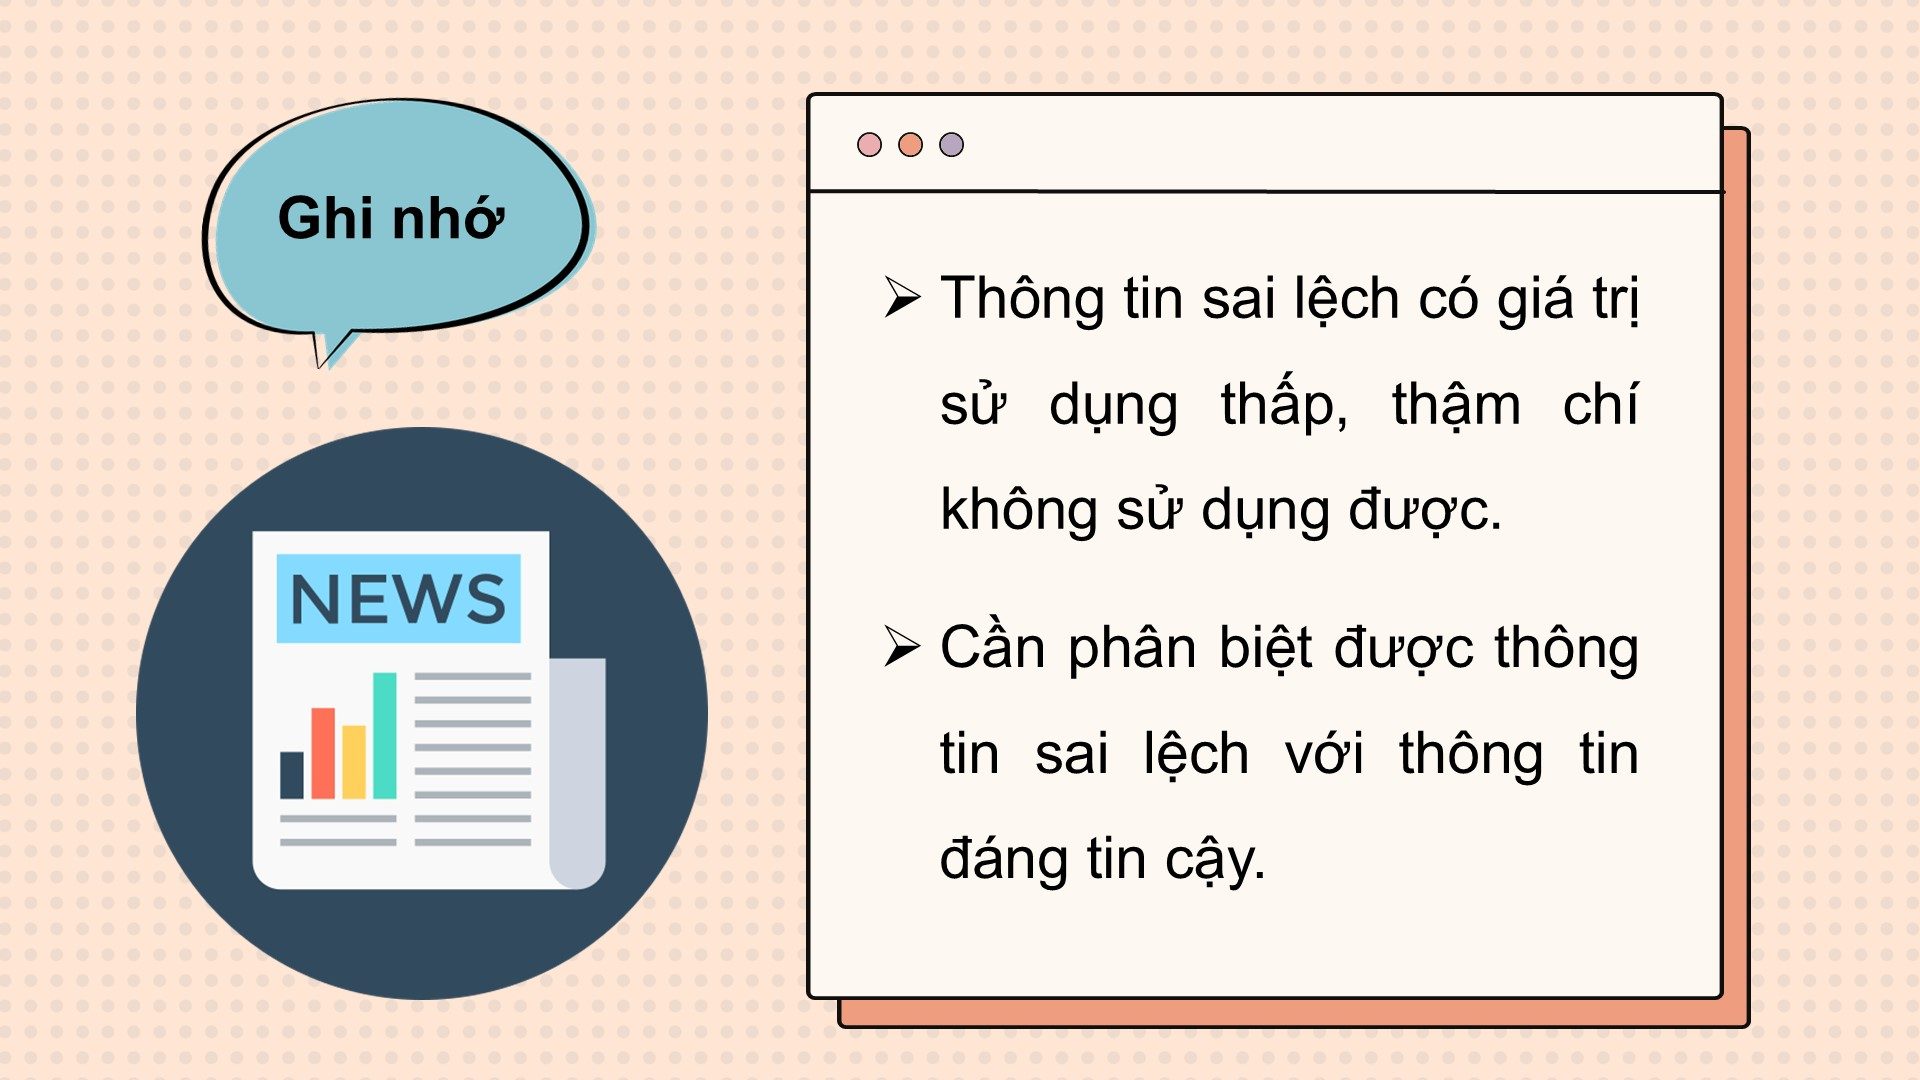 Ghi nhớ
NEWS
➢ Thông tin sai lệch có giá trị
sử dụng thấp, thậm chí
không sử dụng được.
➢ Cần phân biệt được thông
tin sai lệch với thông tin
đáng tin cậy.